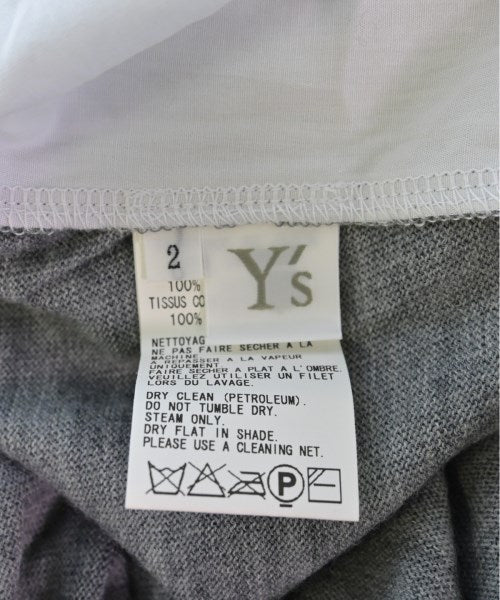 2
Y's
100%
TISSUS CO
100%
NETTOYAG
NE PAS FAIRE SECHER A LA
MACHINE.
A REPASSER A LA VAPEUR
UNIQUEMENT.
FAIRE SECHER A PLAT A L'OMBRE.
VEUILLEZ UTILISER UN FILET
LORS DU LAVAGE.
DRY CLEAN (PETROLEUM).
DO NOT TUMBLE DRY.
STEAM ONLY.
DRY FLAT IN SHADE.
PLEASE USE A CLEANING NET.
P